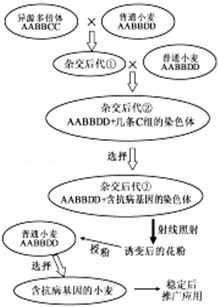 异源多倍体
AABBCC
×
普通小麦
AABBDD
杂交后代①
×
普通小麦
AABBDD
杂交后代②
AABBDD+几条C组的染色体
选择
杂交后代③
AABBDD+含抗病基因的染色体
射线照射
普通小麦
AABBDD
授粉
诱变后的花粉
选择
含抗病基因的小麦
稳定后
推广应用